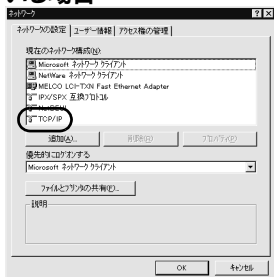 いる場合
ネットワーク
ネットワークの設定 ユーザー情報 アクセス権の管理
現在のネットワーク構成(N):
Microsoft ネットワーク クライアント
NetWare ネットワーク クライアント
MELCO LCI-TXN Fast Ethernet Adapter
IPX/SPX 互換プロトコル
NetBEUI
TCP/IP
追加(A)... 削除(E) プロパティ(R)
優先的にログオンする
Microsoft ネットワーク クライアント
ファイルとプリンタの共有(F)...
説明
OK キャンセル